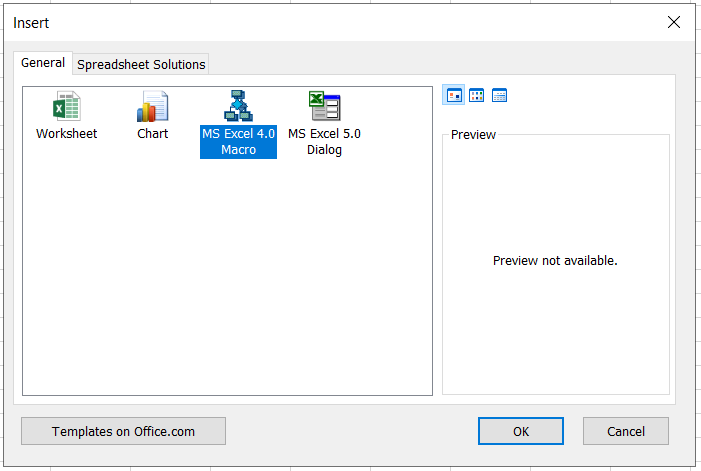 Insert
General
Spreadsheet Solutions
Worksheet
Chart
MS Excel 4.0
Macro
MS Excel 5.0
Dialog
Preview
Preview not available.
Templates on Office.com
OK
Cancel